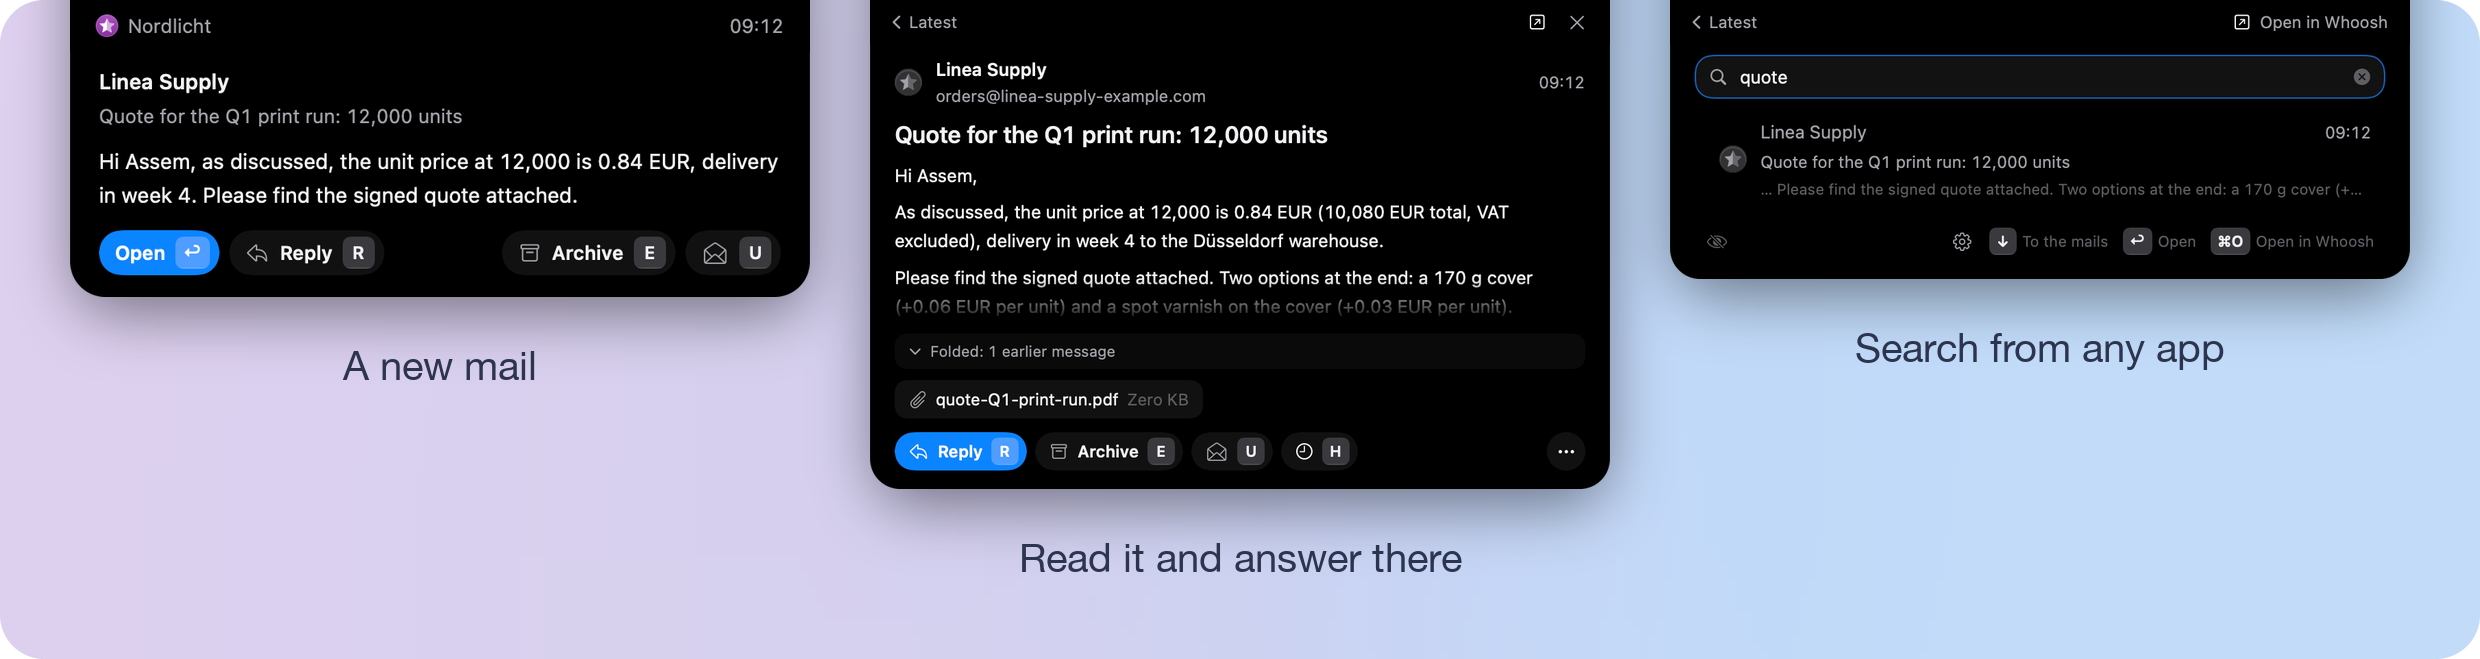 Nordlicht 09:12
Linea Supply
Quote for the Q1 print run: 12,000 units
Hi Assem, as discussed, the unit price at 12,000 is 0.84 EUR, delivery
in week 4. Please find the signed quote attached.
Open Reply R Archive E U
A new mail
Latest
Linea Supply
orders@linea-supply-example.com
09:12
Quote for the Q1 print run: 12,000 units
Hi Assem,
As discussed, the unit price at 12,000 is 0.84 EUR (10,080 EUR total, VAT
excluded), delivery in week 4 to the Düsseldorf warehouse.
Please find the signed quote attached. Two options at the end: a 170 g cover
(+0.06 EUR per unit) and a spot varnish on the cover (+0.03 EUR per unit).
Folded: 1 earlier message
quote-Q1-print-run.pdf Zero KB
Reply R Archive E U H
Read it and answer there
Latest Open in Whoosh
quote
Linea Supply 09:12
Quote for the Q1 print run: 12,000 units
... Please find the signed quote attached. Two options at the end: a 170 g cover (+...
To the mails Open ⌘O Open in Whoosh
Search from any app